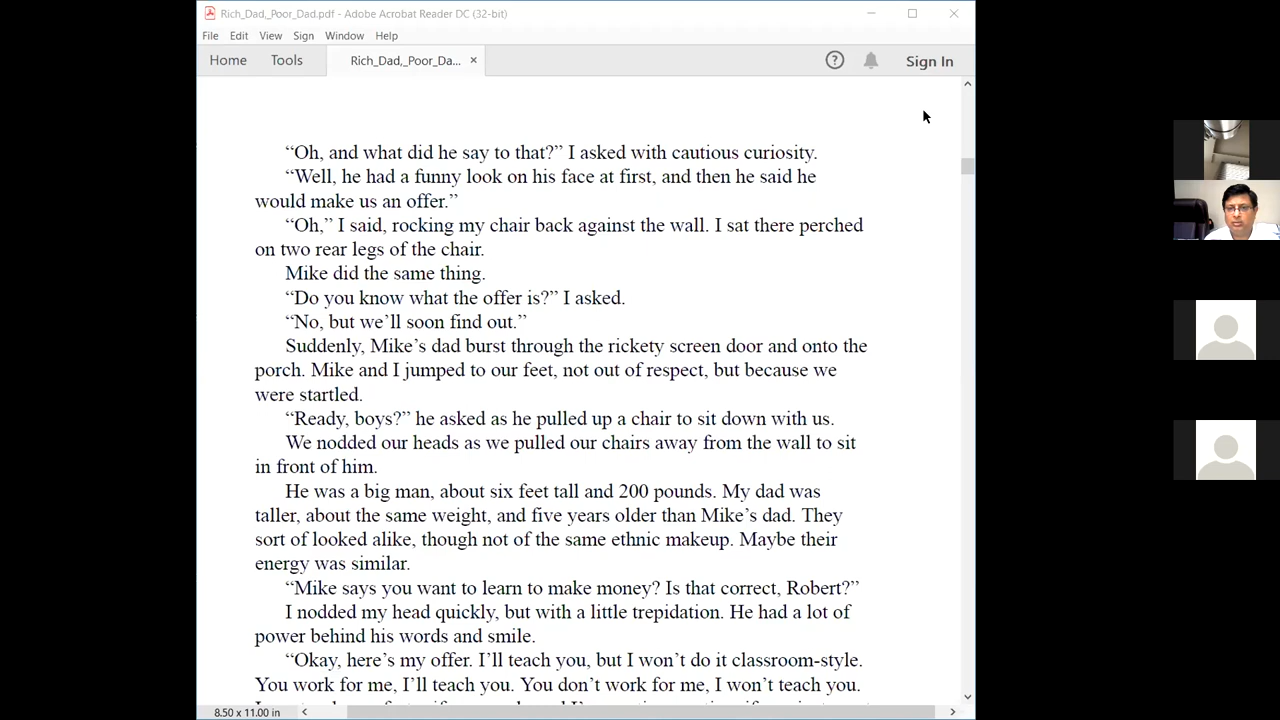 Rich_Dad,_Poor_Dad.pdf - Adobe Acrobat Reader DC (32-bit)
File Edit View Sign Window Help
Home Tools Rich_Dad,_Poor_Da... × Sign In
“Oh, and what did he say to that?” I asked with cautious curiosity.
“Well, he had a funny look on his face at first, and then he said he
would make us an offer.”
“Oh,” I said, rocking my chair back against the wall. I sat there perched
on two rear legs of the chair.
Mike did the same thing.
“Do you know what the offer is?” I asked.
“No, but we’ll soon find out.”
Suddenly, Mike’s dad burst through the rickety screen door and onto the
porch. Mike and I jumped to our feet, not out of respect, but because we
were startled.
“Ready, boys?” he asked as he pulled up a chair to sit down with us.
We nodded our heads as we pulled our chairs away from the wall to sit
in front of him.
He was a big man, about six feet tall and 200 pounds. My dad was
taller, about the same weight, and five years older than Mike’s dad. They
sort of looked alike, though not of the same ethnic makeup. Maybe their
energy was similar.
“Mike says you want to learn to make money? Is that correct, Robert?”
I nodded my head quickly, but with a little trepidation. He had a lot of
power behind his words and smile.
“Okay, here’s my offer. I’ll teach you, but I won’t do it classroom-style.
You work for me, I’ll teach you. You don’t work for me, I won’t teach you.
8.50 x 11.00 in